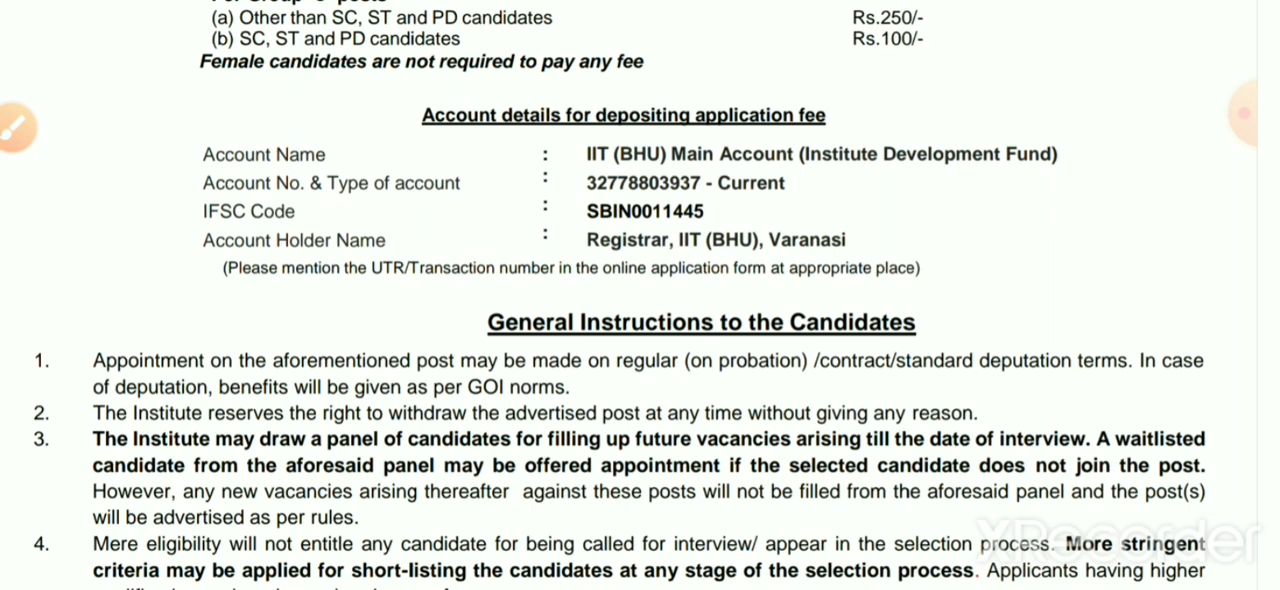 (a) Other than SC, ST and PD candidates Rs.250/-
(b) SC, ST and PD candidates Rs.100/-
Female candidates are not required to pay any fee
Account details for depositing application fee
Account Name : IIT (BHU) Main Account (Institute Development Fund)
Account No. & Type of account : 32778803937 - Current
IFSC Code : SBIN0011445
Account Holder Name : Registrar, IIT (BHU), Varanasi
(Please mention the UTR/Transaction number in the online application form at appropriate place)
General Instructions to the Candidates
1. Appointment on the aforementioned post may be made on regular (on probation) /contract/standard deputation terms. In case
of deputation, benefits will be given as per GOI norms.
2. The Institute reserves the right to withdraw the advertised post at any time without giving any reason.
3. The Institute may draw a panel of candidates for filling up future vacancies arising till the date of interview. A waitlisted
candidate from the aforesaid panel may be offered appointment if the selected candidate does not join the post.
However, any new vacancies arising thereafter against these posts will not be filled from the aforesaid panel and the post(s)
will be advertised as per rules.
4. Mere eligibility will not entitle any candidate for being called for interview/ appear in the selection process. More stringent
criteria may be applied for short-listing the candidates at any stage of the selection process. Applicants having higher
XRecorder